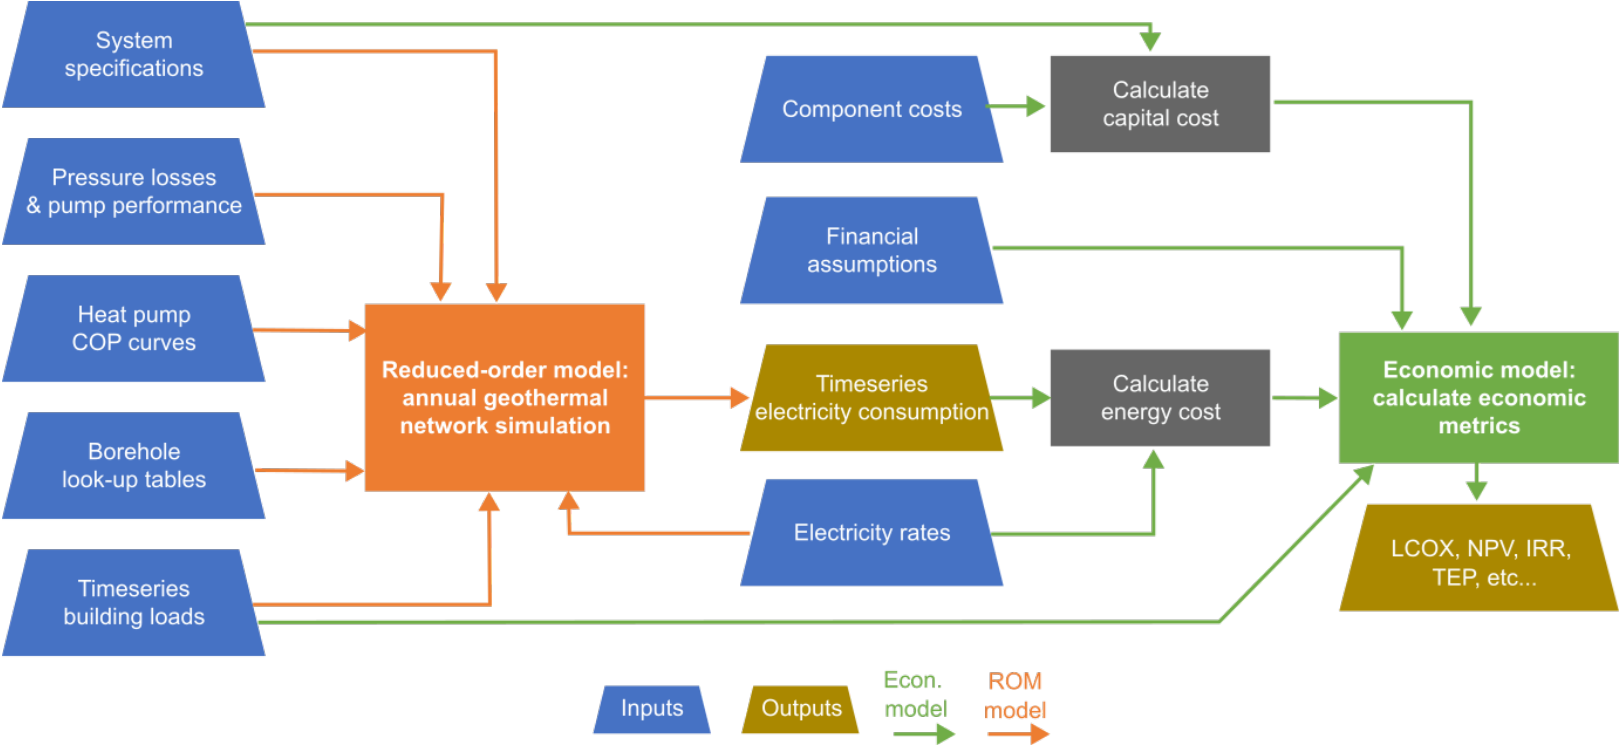 System
specifications
Pressure losses
& pump performance
Heat pump
COP curves
Borehole
look-up tables
Timeseries
building loads
Reduced-order model:
annual geothermal
network simulation
Component costs
Financial
assumptions
Timeseries
electricity consumption
Electricity rates
Calculate
capital cost
Calculate
energy cost
Economic model:
calculate economic
metrics
LCOX, NPV, IRR,
TEP, etc...
Inputs
Outputs
Econ.
model
ROM
model